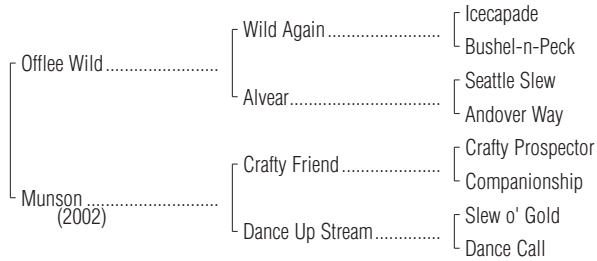 Icecapade
Wild Again
Bushel-n-Peck
Offlee Wild
Seattle Slew
Alvear
Andover Way
Crafty Prospector
Crafty Friend
Companionship
Munson
(2002)
Slew o' Gold
Dance Up Stream
Dance Call